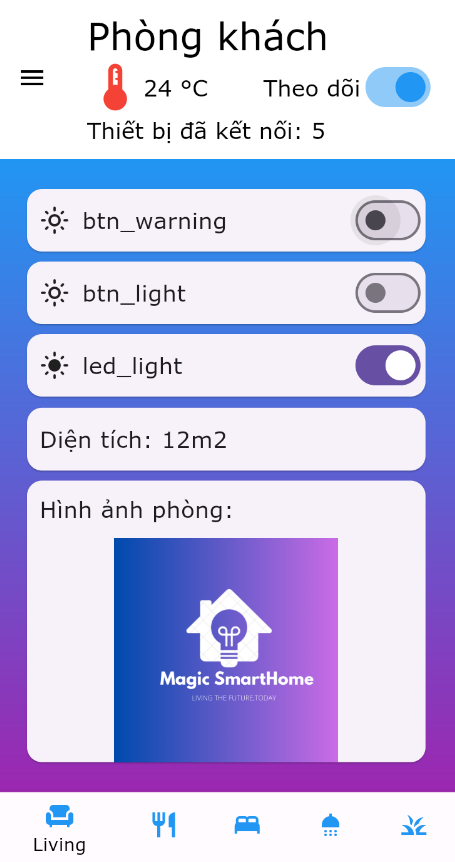 Phòng khách
24 °C Theo dõi
Thiết bị đã kết nối: 5
btn_warning
btn_light
led_light
Diện tích: 12m2
Hình ảnh phòng:
Magic SmartHome
LIVING THE FUTURE,TODAY
Living